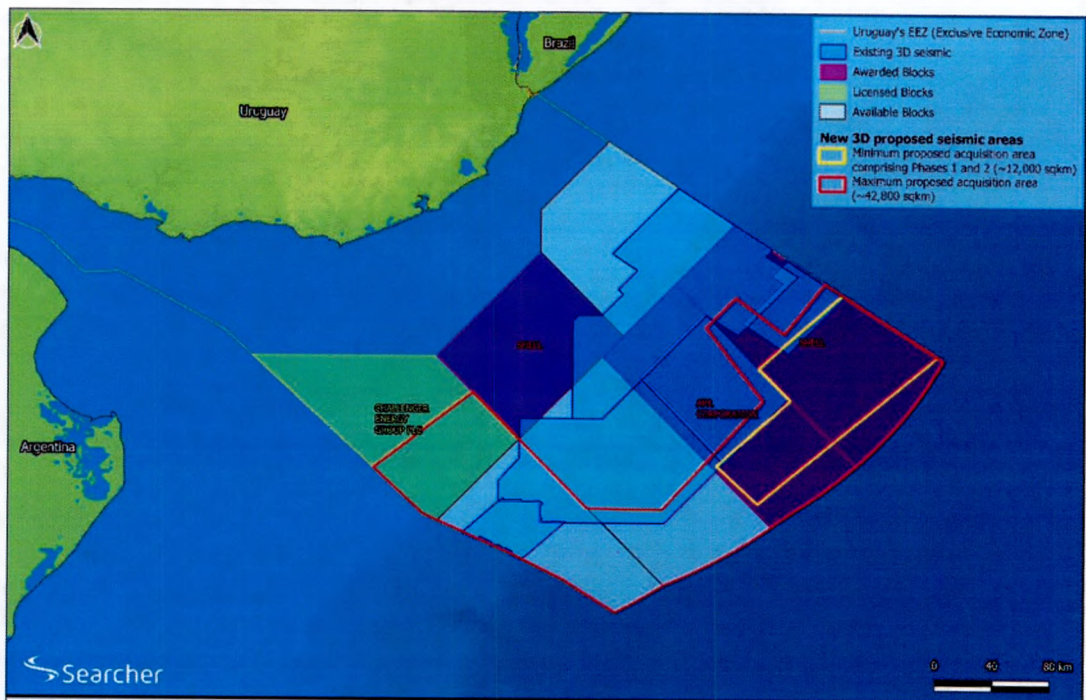 Brazil
Uruguay
Argentina
Uruguay's EEZ (Exclusive Economic Zone)
Existing 3D seismic
Awarded Blocks
Licensed Blocks
Available Blocks
New 3D proposed seismic areas
Minimum proposed acquisition area
comprising Phases 1 and 2 (~12,000 sqkm)
Maximum proposed acquisition area
(~42,800 sqkm)
SHELL
CHALLENGER
ENERGY
GROUP PLC
CORPORATION
Searcher
0 40 80 km